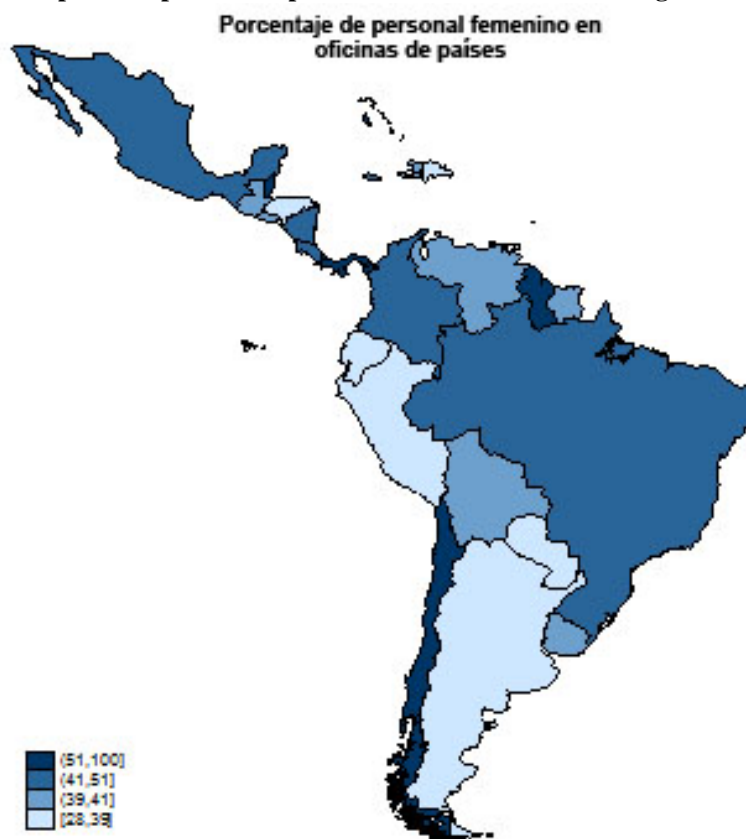 Porcentaje de personal femenino en
oficinas de países
(51,100]
(41,51]
(39,41]
[28,39]